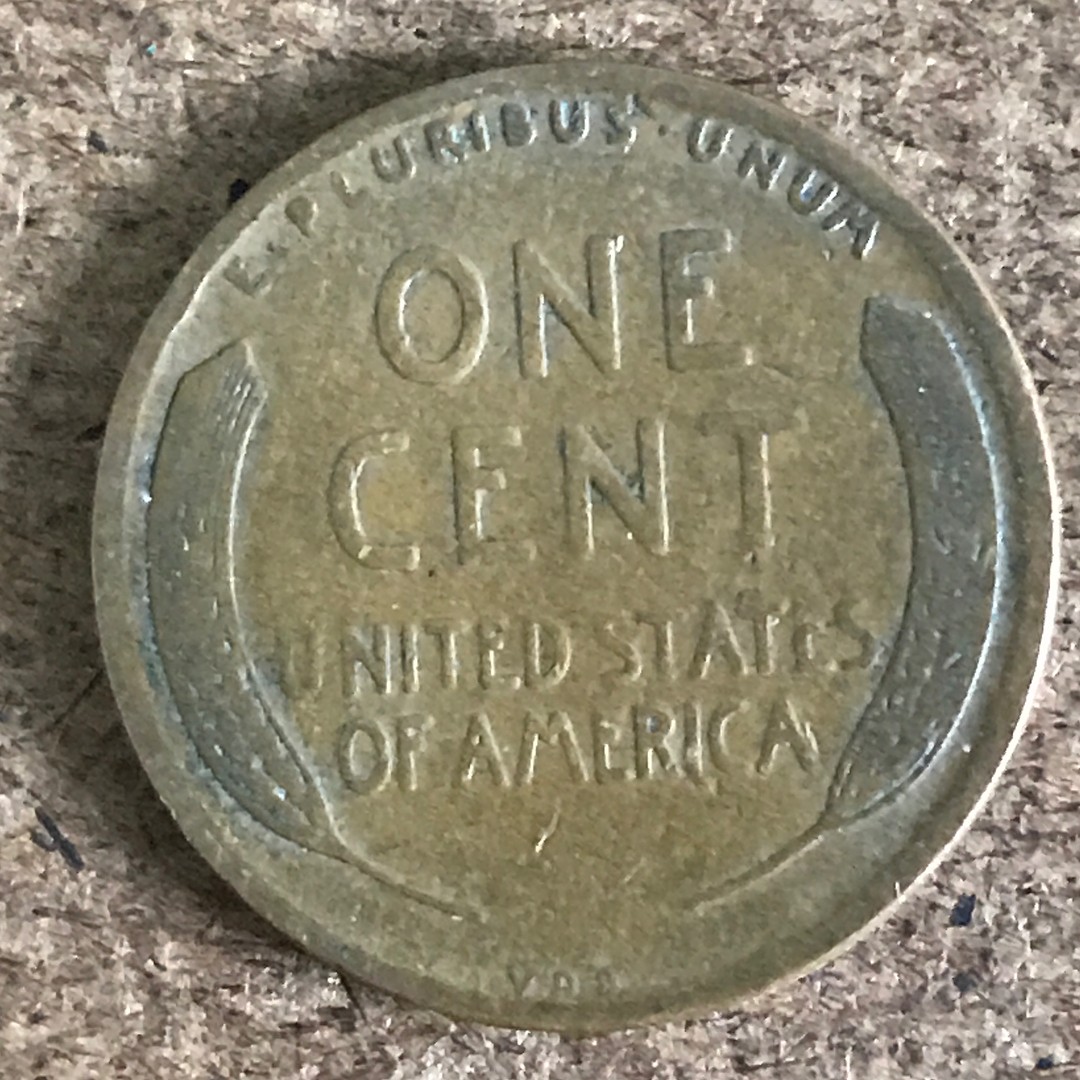 E·PLURIBUS·UNUM
ONE
CENT
UNITED STATES
OF AMERICA
V.D.B.